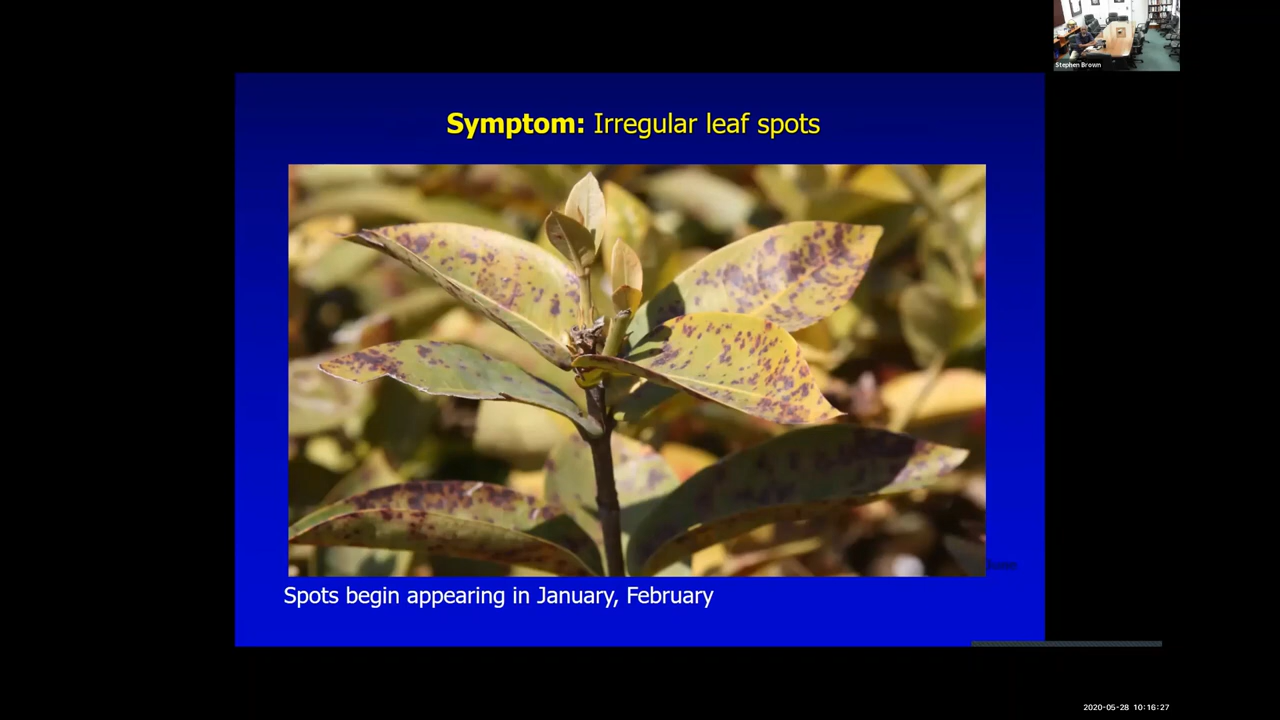 Stephen Brown
Symptom: Irregular leaf spots
Spots begin appearing in January, February
2020-05-28 10:16:27